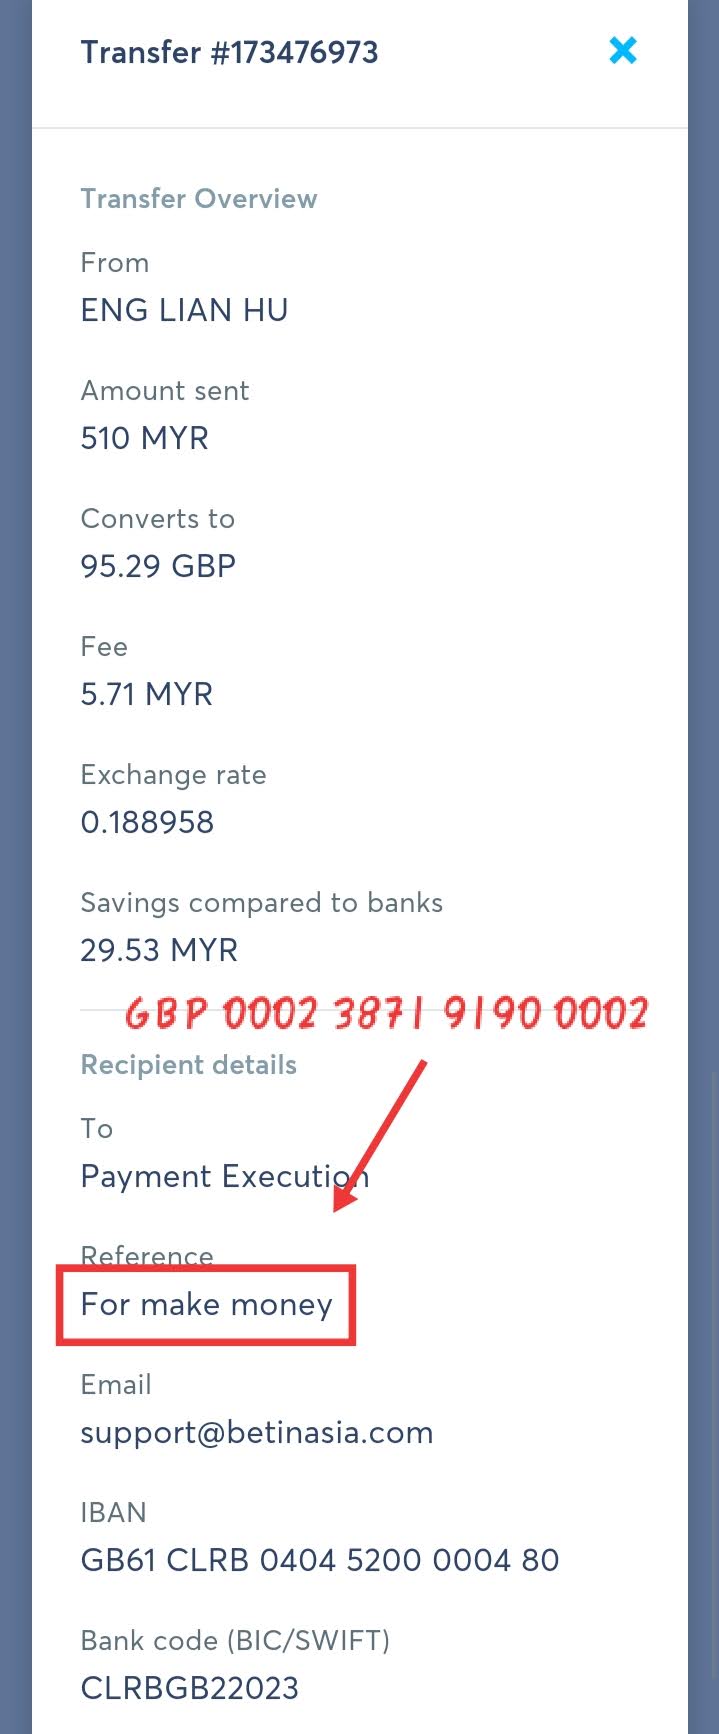 Transfer #173476973
Transfer Overview
From
ENG LIAN HU
Amount sent
510 MYR
Converts to
95.29 GBP
Fee
5.71 MYR
Exchange rate
0.188958
Savings compared to banks
29.53 MYR
GBP 0002 3871 9190 0002
Recipient details
To
Payment Execution
Reference
For make money
Email
support@betinasia.com
IBAN
GB61 CLRB 0404 5200 0004 80
Bank code (BIC/SWIFT)
CLRBGB22023